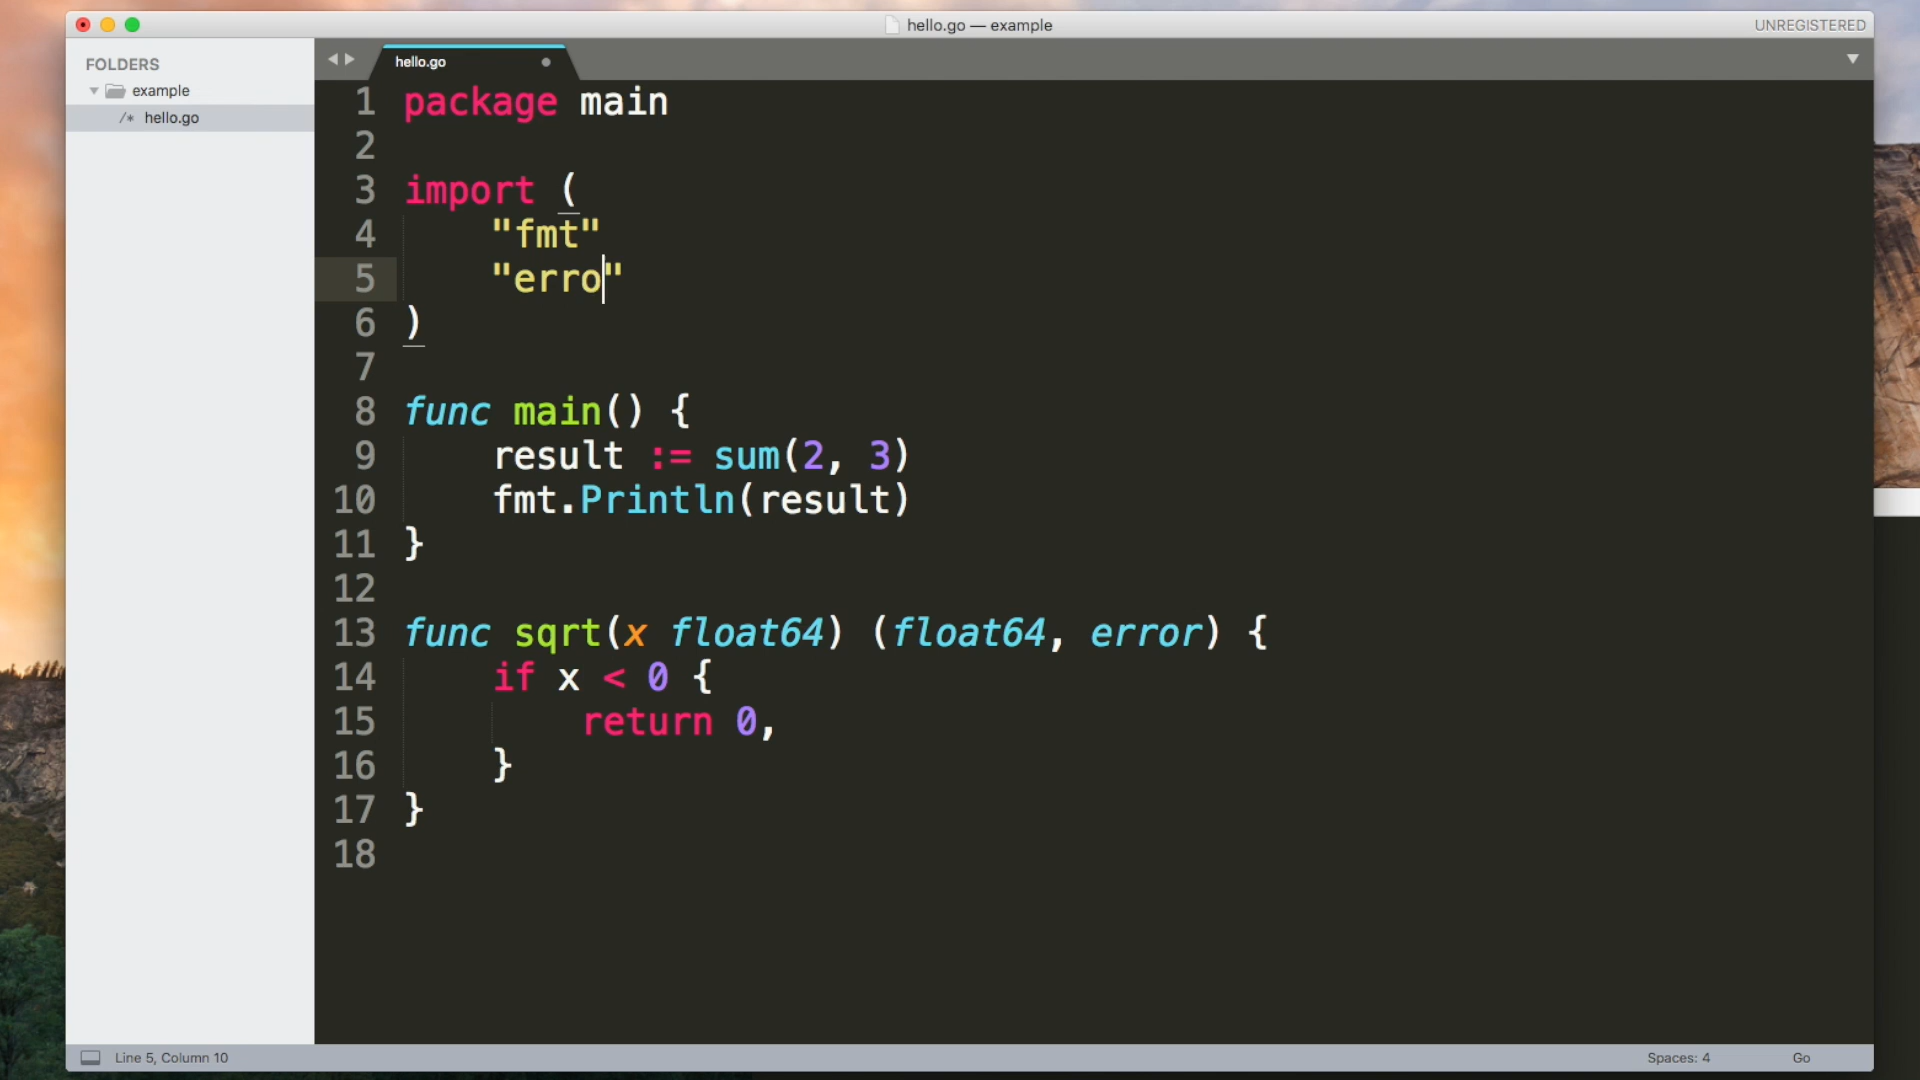 hello.go — example
UNREGISTERED
FOLDERS
example
/* hello.go
hello.go
1 package main
2
3 import (
4 "fmt"
5 "erro"
6 )
7
8 func main() {
9 result := sum(2, 3)
10 fmt.Println(result)
11 }
12
13 func sqrt(x float64) (float64, error) {
14 if x < 0 {
15 return 0,
16 }
17 }
18
Line 5, Column 10
Spaces: 4
Go